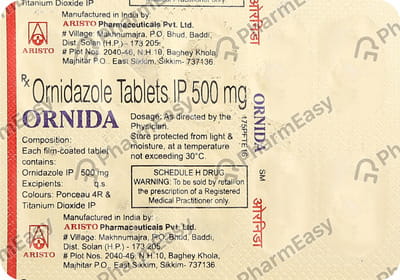 Titanium Dioxide IP
Manufactured in India by:
ARISTO Pharmaceuticals Pvt. Ltd.
# Village: Makhnumajra, P.O, Bhud, Baddi,
Dist. Solan (H.P.) - 173 205.
# Plot Nos. 2040-46, N.H.10, Baghey Khola,
Majhitar P.O., East Sikkim, Sikkim- 737136.
ARISTO
Rx Ornidazole Tablets IP 500 mg
ORNIDA
Composition:
Each film-coated tablet
contains:
Ornidazole IP 500 mg
Excipients: q.s
Colours: Ponceau 4R &
Titanium Dioxide IP
Dosage: As directed by the
Physician.
Store protected from light &
moisture, at a temperature
not exceeding 30°C.
SCHEDULE H DRUG
WARNING: To be sold by retail on
the prescription of a Registered
Medical Practitioner only.
Manufactured in India by:
ARISTO Pharmaceuticals Pvt. Ltd.
# Village: Makhnumajra, P.O, Bhud, Baddi,
Dist. Solan (H.P.) - 173 205.
# Plot Nos. 2040-46, N.H.10, Baghey Khola,
Majhitar P.O., East Sikkim, Sikkim- 737136
ARISTO
ORNIDA
SM
PharmEasy
PharmEasy
PharmEasy
PharmEasy